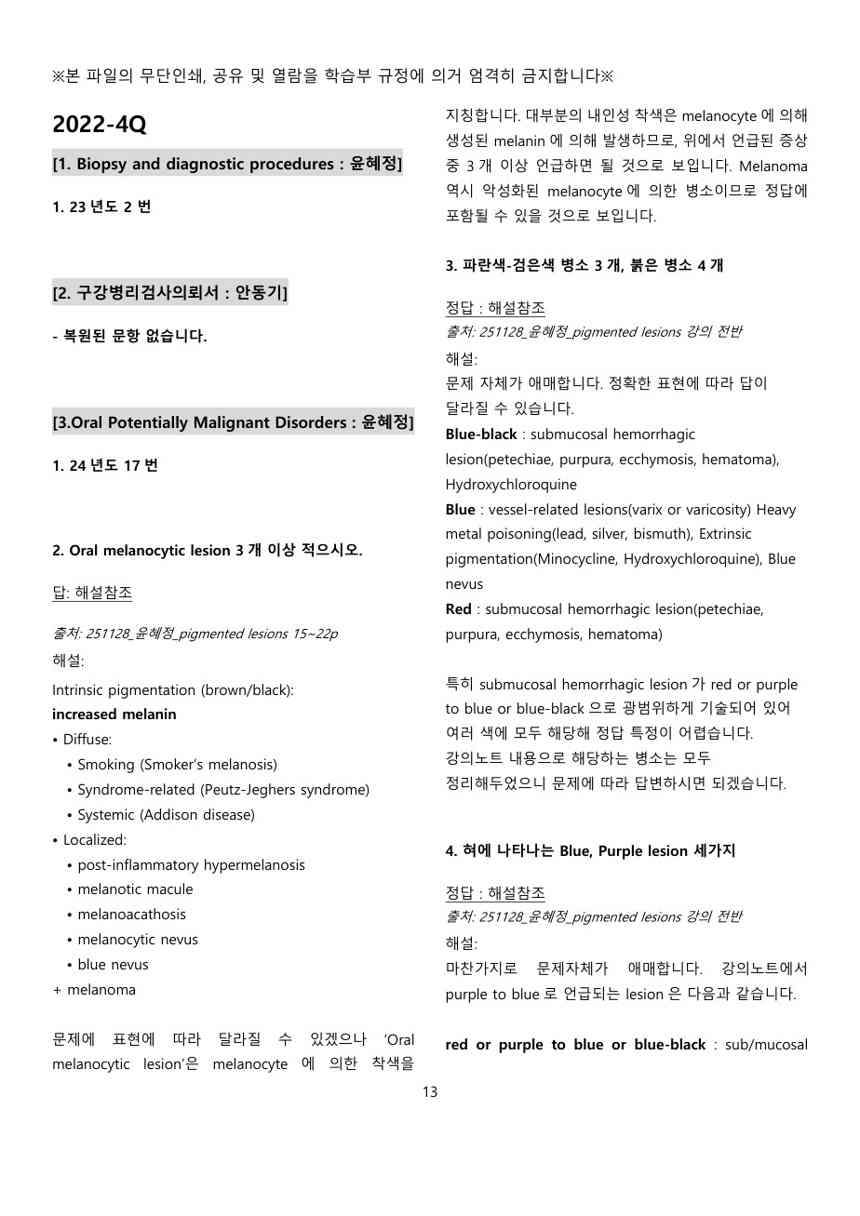 ※본 파일의 무단인쇄, 공유 및 열람을 학습부 규정에 의거 엄격히 금지합니다※
2022-4Q
[1. Biopsy and diagnostic procedures : 윤혜정]
1. 23 년도 2 번
[2. 구강병리검사의뢰서 : 안동기]
- 복원된 문항 없습니다.
[3.Oral Potentially Malignant Disorders : 윤혜정]
1. 24 년도 17 번
2. Oral melanocytic lesion 3 개 이상 적으시오.
답: 해설참조
출처: 251128_윤혜정_pigmented lesions 15~22p
해설:
Intrinsic pigmentation (brown/black):
increased melanin
• Diffuse:
• Smoking (Smoker’s melanosis)
• Syndrome-related (Peutz-Jeghers syndrome)
• Systemic (Addison disease)
• Localized:
• post-inflammatory hypermelanosis
• melanotic macule
• melanoacathosis
• melanocytic nevus
• blue nevus
+ melanoma
문제에 표현에 따라 달라질 수 있겠으나 ‘Oral
melanocytic lesion’은 melanocyte 에 의한 착색을
지칭합니다. 대부분의 내인성 착색은 melanocyte 에 의해
생성된 melanin 에 의해 발생하므로, 위에서 언급된 증상
중 3 개 이상 언급하면 될 것으로 보입니다. Melanoma
역시 악성화된 melanocyte 에 의한 병소이므로 정답에
포함될 수 있을 것으로 보입니다.
3. 파란색-검은색 병소 3 개, 붉은 병소 4 개
정답 : 해설참조
출처: 251128_윤혜정_pigmented lesions 강의 전반
해설:
문제 자체가 애매합니다. 정확한 표현에 따라 답이
달라질 수 있습니다.
Blue-black : submucosal hemorrhagic
lesion(petechiae, purpura, ecchymosis, hematoma),
Hydroxychloroquine
Blue : vessel-related lesions(varix or varicosity) Heavy
metal poisoning(lead, silver, bismuth), Extrinsic
pigmentation(Minocycline, Hydroxychloroquine), Blue
nevus
Red : submucosal hemorrhagic lesion(petechiae,
purpura, ecchymosis, hematoma)
특히 submucosal hemorrhagic lesion 가 red or purple
to blue or blue-black 으로 광범위하게 기술되어 있어
여러 색에 모두 해당해 정답 특정이 어렵습니다.
강의노트 내용으로 해당하는 병소는 모두
정리해두었으니 문제에 따라 답변하시면 되겠습니다.
4. 혀에 나타나는 Blue, Purple lesion 세가지
정답 : 해설참조
출처: 251128_윤혜정_pigmented lesions 강의 전반
해설:
마찬가지로 문제자체가 애매합니다. 강의노트에서
purple to blue 로 언급되는 lesion 은 다음과 같습니다.
red or purple to blue or blue-black : sub/mucosal
13